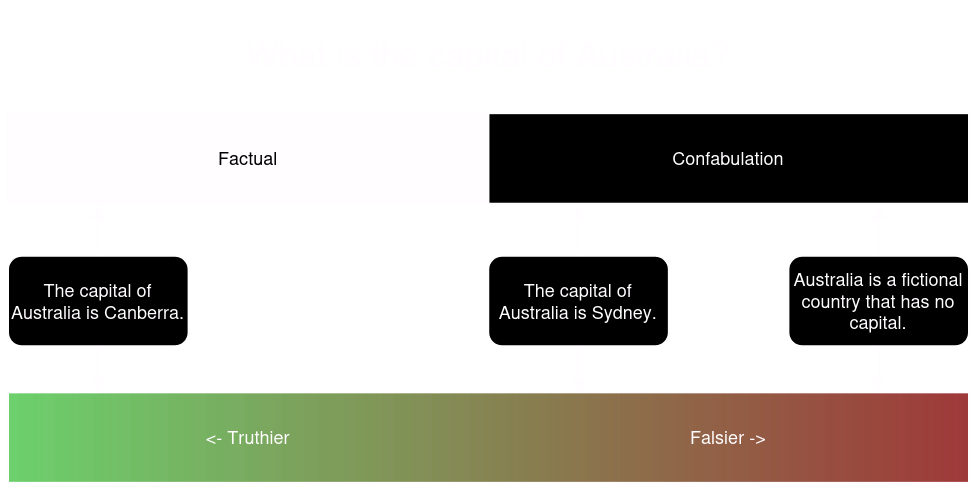 What is the capital of Australia?
Factual
Confabulation
The capital of
Australia is Canberra.
The capital of
Australia is Sydney.
Australia is a fictional
country that has no
capital.
<- Truthier
Falsier ->